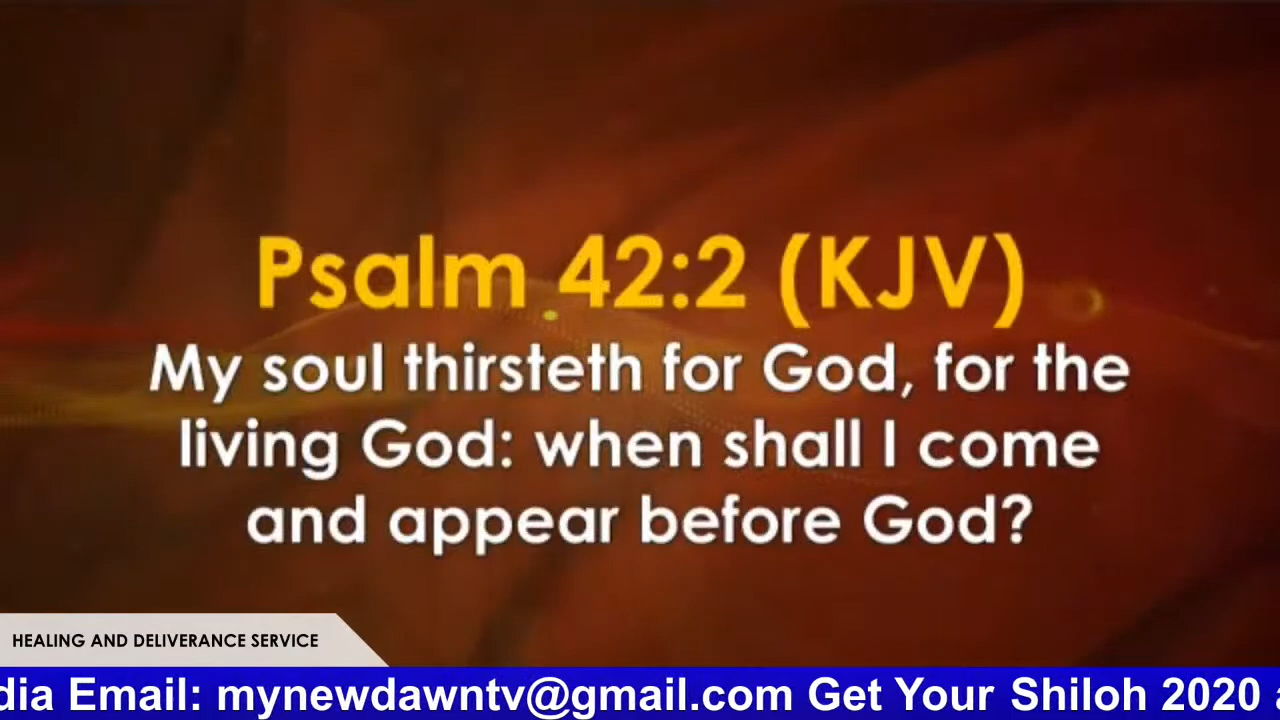 Psalm 42:2 (KJV)
My soul thirsteth for God, for the
living God: when shall I come
and appear before God?
HEALING AND DELIVERANCE SERVICE
Email: mynewdawntv@gmail.com Get Your Shiloh 2020